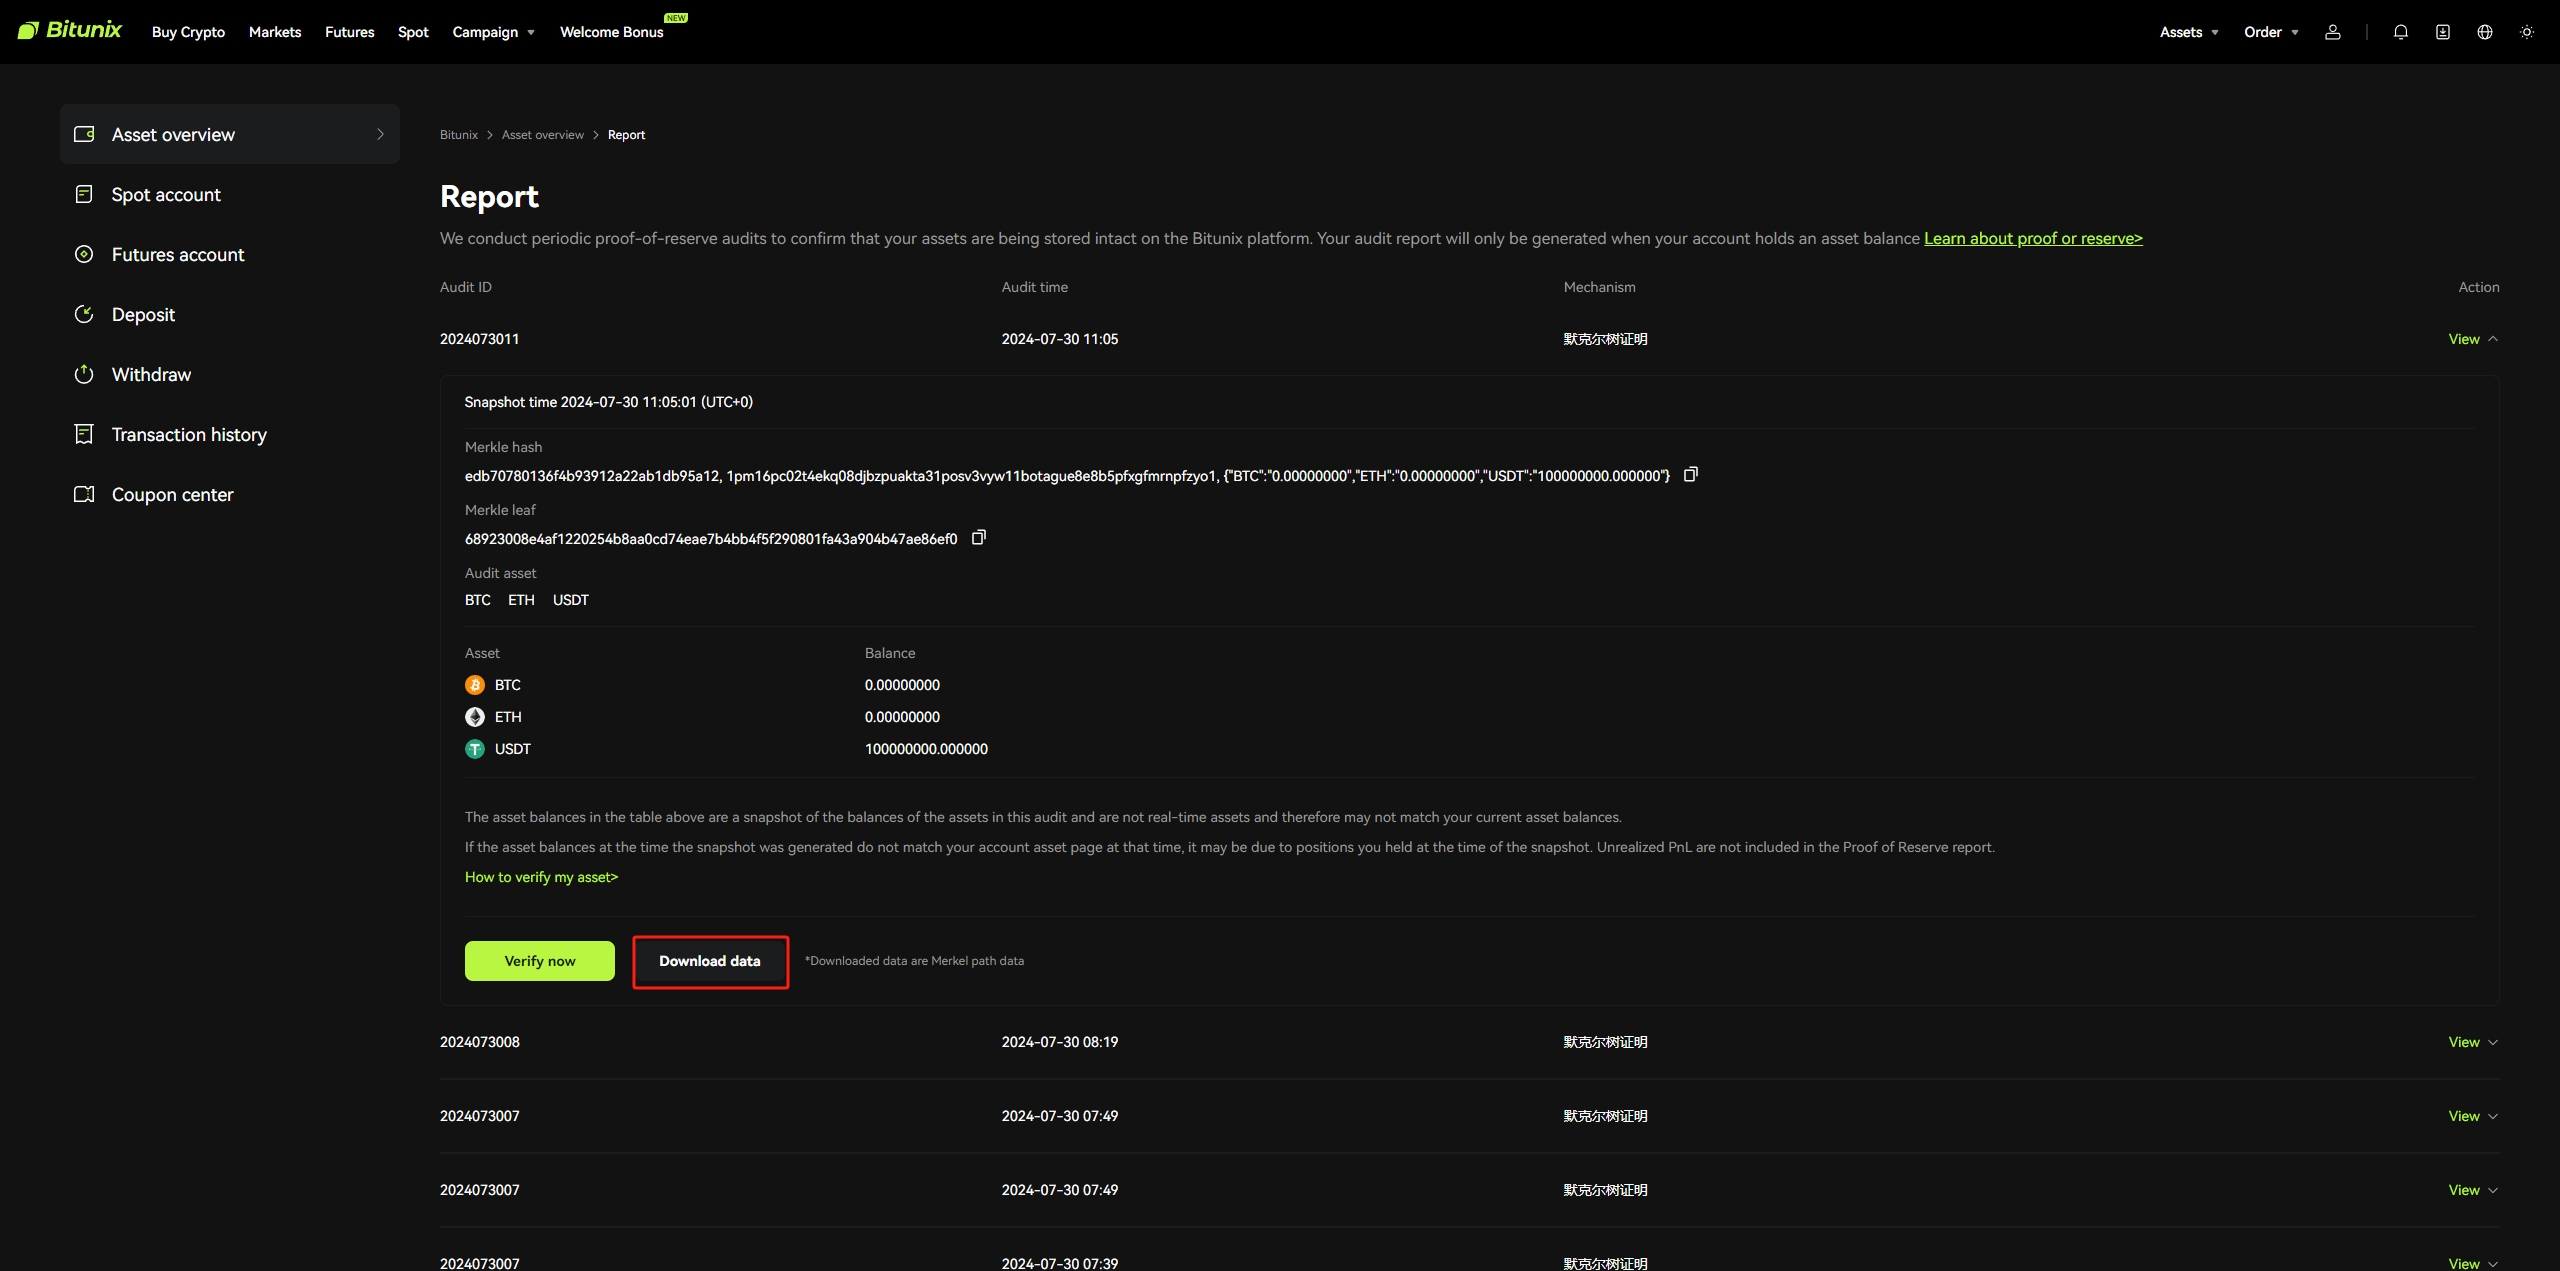 Bitunix Buy Crypto Markets Futures Spot Campaign Welcome Bonus NEW Assets Order
Asset overview
Spot account
Futures account
Deposit
Withdraw
Transaction history
Coupon center
Bitunix > Asset overview > Report
Report
We conduct periodic proof-of-reserve audits to confirm that your assets are being stored intact on the Bitunix platform. Your audit report will only be generated when your account holds an asset balance Learn about proof or reserve>
Audit ID Audit time Mechanism Action
2024073011 2024-07-30 11:05 默克尔树证明 View
Snapshot time 2024-07-30 11:05:01 (UTC+0)
Merkle hash
edb70780136f4b93912a22ab1db95a12, 1pm16pc02t4ekq08djbzpuakta31posv3vyw11botague8e8b5pfxgfmrnpfzyo1, {"BTC":"0.00000000","ETH":"0.00000000","USDT":"100000000.000000"}
Merkle leaf
68923008e4af1220254b8aa0cd74eae7b4bb4f5f290801fa43a904b47ae86ef0
Audit asset
BTC ETH USDT
Asset Balance
BTC 0.00000000
ETH 0.00000000
USDT 100000000.000000
The asset balances in the table above are a snapshot of the balances of the assets in this audit and are not real-time assets and therefore may not match your current asset balances.
If the asset balances at the time the snapshot was generated do not match your account asset page at that time, it may be due to positions you held at the time of the snapshot. Unrealized PnL are not included in the Proof of Reserve report.
How to verify my asset>
Verify now Download data *Downloaded data are Merkel path data
2024073008 2024-07-30 08:19 默克尔树证明 View
2024073007 2024-07-30 07:49 默克尔树证明 View
2024073007 2024-07-30 07:49 默克尔树证明 View
2024073007 2024-07-30 07:39 默克尔树证明 View